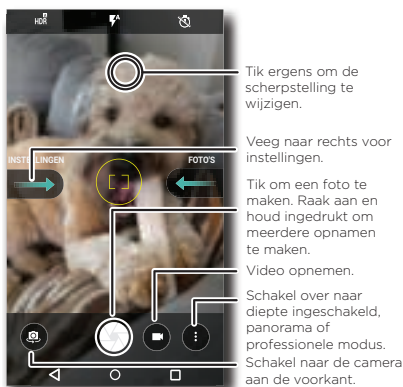 HDR
A
A
Tik ergens om de
scherpstelling te
wijzigen.
Veeg naar rechts voor
instellingen.
INSTELLINGEN
FOTO'S
Tik om een foto te
maken. Raak aan en
houd ingedrukt om
meerdere opnamen
te maken.
Video opnemen.
Schakel over naar
diepte ingeschakeld,
panorama of
professionele modus.
Schakel naar de camera
aan de voorkant.